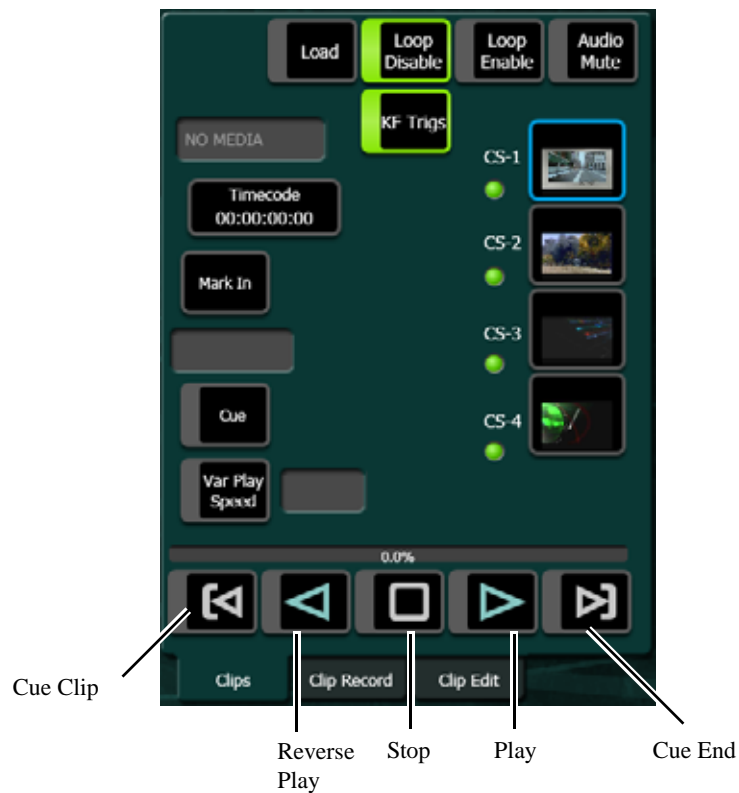 Load
Loop
Disable
Loop
Enable
Audio
Mute
KF Trigs
NO MEDIA
CS-1
Timecode
00:00:00:00
CS-2
Mark In
CS-3
Cue
CS-4
Var Play
Speed
0.0%
Clips
Clip Record
Clip Edit
Cue Clip
Reverse
Play
Stop
Play
Cue End